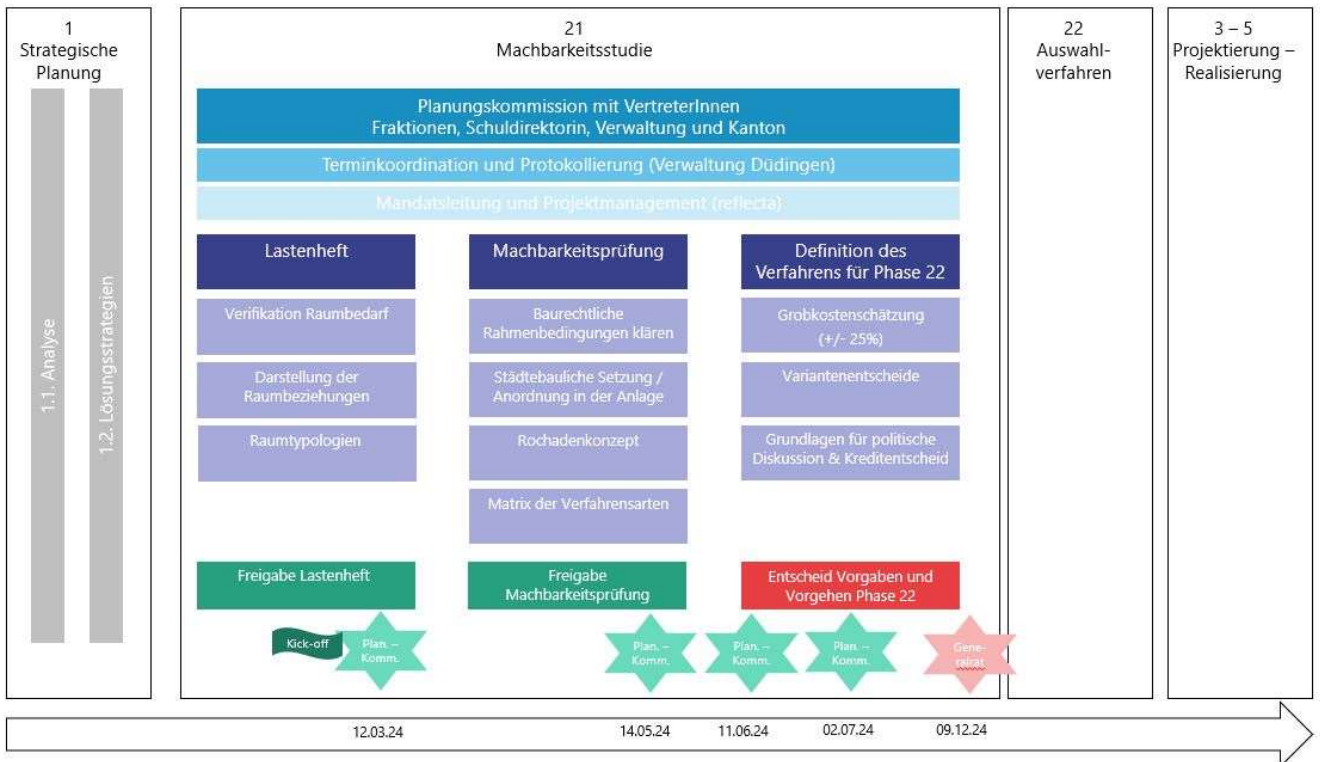 1
Strategische
Planung
1.1. Analyse
1.2. Lösungsstrategien
21
Machbarkeitsstudie
Planungskommission mit VertreterInnen
Fraktionen, Schuldirektorin, Verwaltung und Kanton
Terminkoordination und Protokollierung (Verwaltung Düdingen)
Mandatsleitung und Projektmanagement (reflecta)
Lastenheft
Verifikation Raumbedarf
Darstellung der
Raumbeziehungen
Raumtypologien
Freigabe Lastenheft
Machbarkeitsprüfung
Baurechtliche
Rahmenbedingungen klären
Städtebauliche Setzung /
Anordnung in der Anlage
Rochadenkonzept
Matrix der Verfahrensarten
Freigabe
Machbarkeitsprüfung
Definition des
Verfahrens für Phase 22
Grobkostenschätzung
(+/- 25%)
Variantenentscheide
Grundlagen für politische
Diskussion & Kreditentscheid
Entscheid Vorgaben und
Vorgehen Phase 22
Kick-off
Plan. –
Komm.
Plan. –
Komm.
Plan. –
Komm.
Plan. –
Komm.
Gene-
ralrat
22
Auswahl-
verfahren
3 – 5
Projektierung –
Realisierung
12.03.24
14.05.24
11.06.24
02.07.24
09.12.24